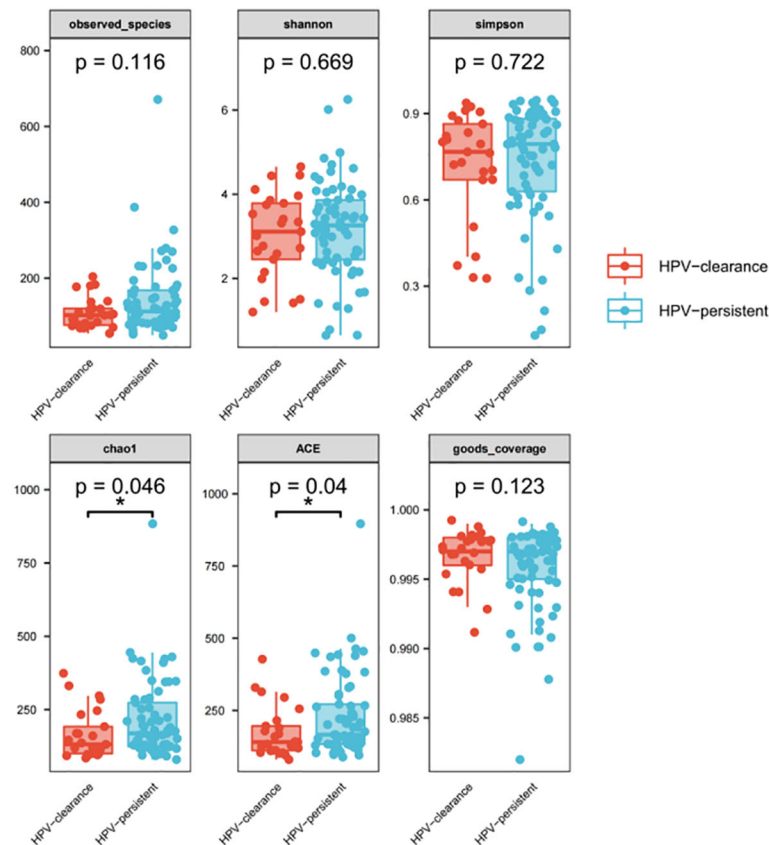 observed_species
shannon
simpson
p = 0.116
p = 0.669
p = 0.722
800
600
400
200
6
4
2
0.9
0.6
0.3
HPV-clearance
HPV-persistent
HPV-clearance
HPV-persistent
HPV-clearance
HPV-persistent
HPV-clearance
HPV-persistent
chao1
ACE
goods_coverage
p = 0.046
p = 0.04
p = 0.123
*
*
1000
750
500
250
1000
750
500
250
1.000
0.995
0.990
0.985
HPV-clearance
HPV-persistent
HPV-clearance
HPV-persistent
HPV-clearance
HPV-persistent